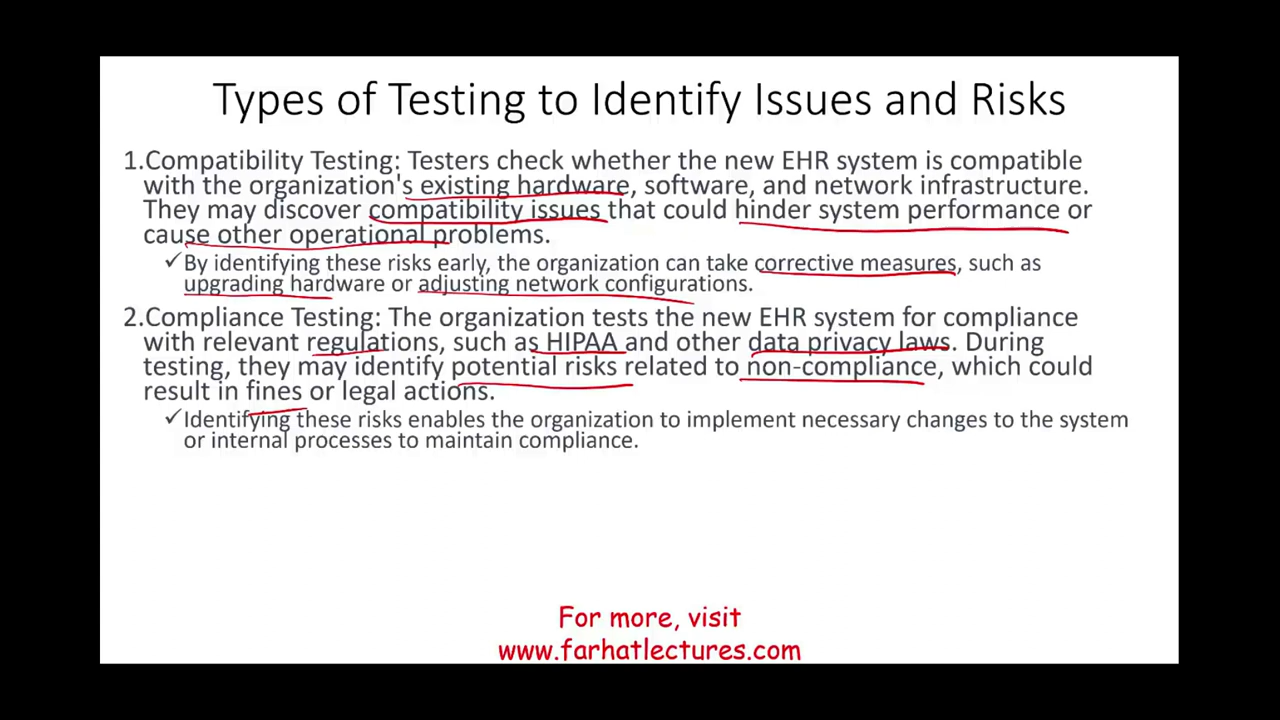 Types of Testing to Identify Issues and Risks
1.Compatibility Testing: Testers check whether the new EHR system is compatible
with the organization's existing hardware, software, and network infrastructure.
They may discover compatibility issues that could hinder system performance or
cause other operational problems.
✓By identifying these risks early, the organization can take corrective measures, such as
upgrading hardware or adjusting network configurations.
2.Compliance Testing: The organization tests the new EHR system for compliance
with relevant regulations, such as HIPAA and other data privacy laws. During
testing, they may identify potential risks related to non-compliance, which could
result in fines or legal actions.
✓Identifying these risks enables the organization to implement necessary changes to the system
or internal processes to maintain compliance.
For more, visit
www.farhatlectures.com